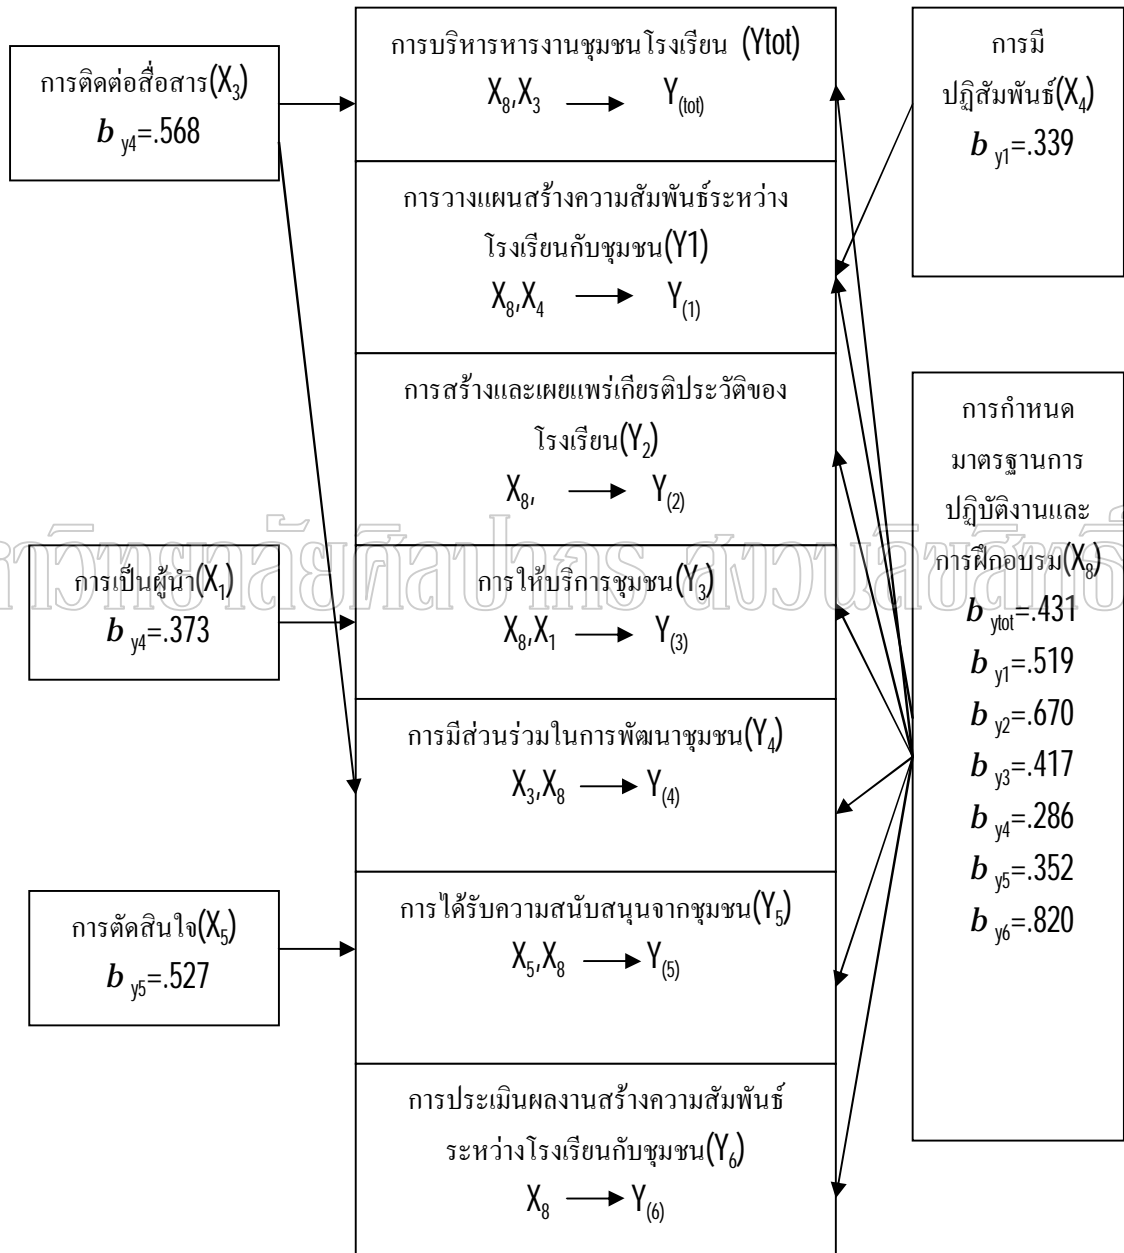 การติดต่อสื่อสาร(X3)
b y4=.568
การเป็นผู้นำ(X1)
b y4=.373
การตัดสินใจ(X5)
b y5=.527
การบริหารหารงานชุมชนโรงเรียน (Ytot)
X8,X3 → Y(tot)
การวางแผนสร้างความสัมพันธ์ระหว่าง
โรงเรียนกับชุมชน(Y1)
X8,X4 → Y(1)
การสร้างและเผยแพร่เกียรติประวัติของ
โรงเรียน(Y2)
X8, → Y(2)
การให้บริการชุมชน(Y3)
X8,X1 → Y(3)
การมีส่วนร่วมในการพัฒนาชุมชน(Y4)
X3,X8 → Y(4)
การได้รับความสนับสนุนจากชุมชน(Y5)
X5,X8 → Y(5)
การประเมินผลงานสร้างความสัมพันธ์
ระหว่างโรงเรียนกับชุมชน(Y6)
X8 → Y(6)
การมี
ปฏิสัมพันธ์(X4)
b y1=.339
การกำหนด
มาตรฐานการ
ปฏิบัติงานและ
การฝึกอบรม(X8)
b ytot=.431
b y1=.519
b y2=.670
b y3=.417
b y4=.286
b y5=.352
b y6=.820